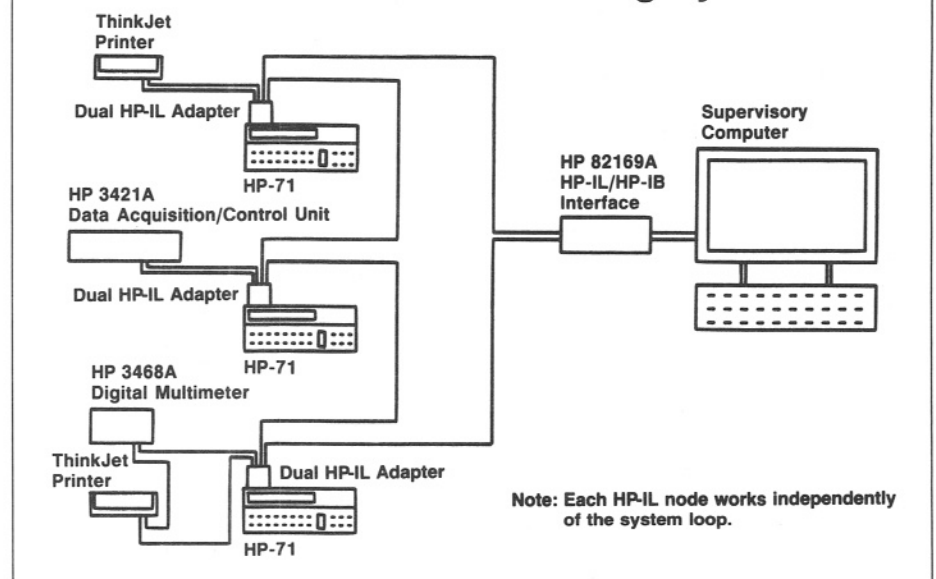 ThinkJet
Printer
Dual HP-IL Adapter
HP-71
HP 3421A
Data Acquisition/Control Unit
Dual HP-IL Adapter
HP-71
HP 3468A
Digital Multimeter
ThinkJet
Printer
Dual HP-IL Adapter
HP-71
HP 82169A
HP-IL/HP-IB
Interface
Supervisory
Computer
Note: Each HP-IL node works independently
of the system loop.